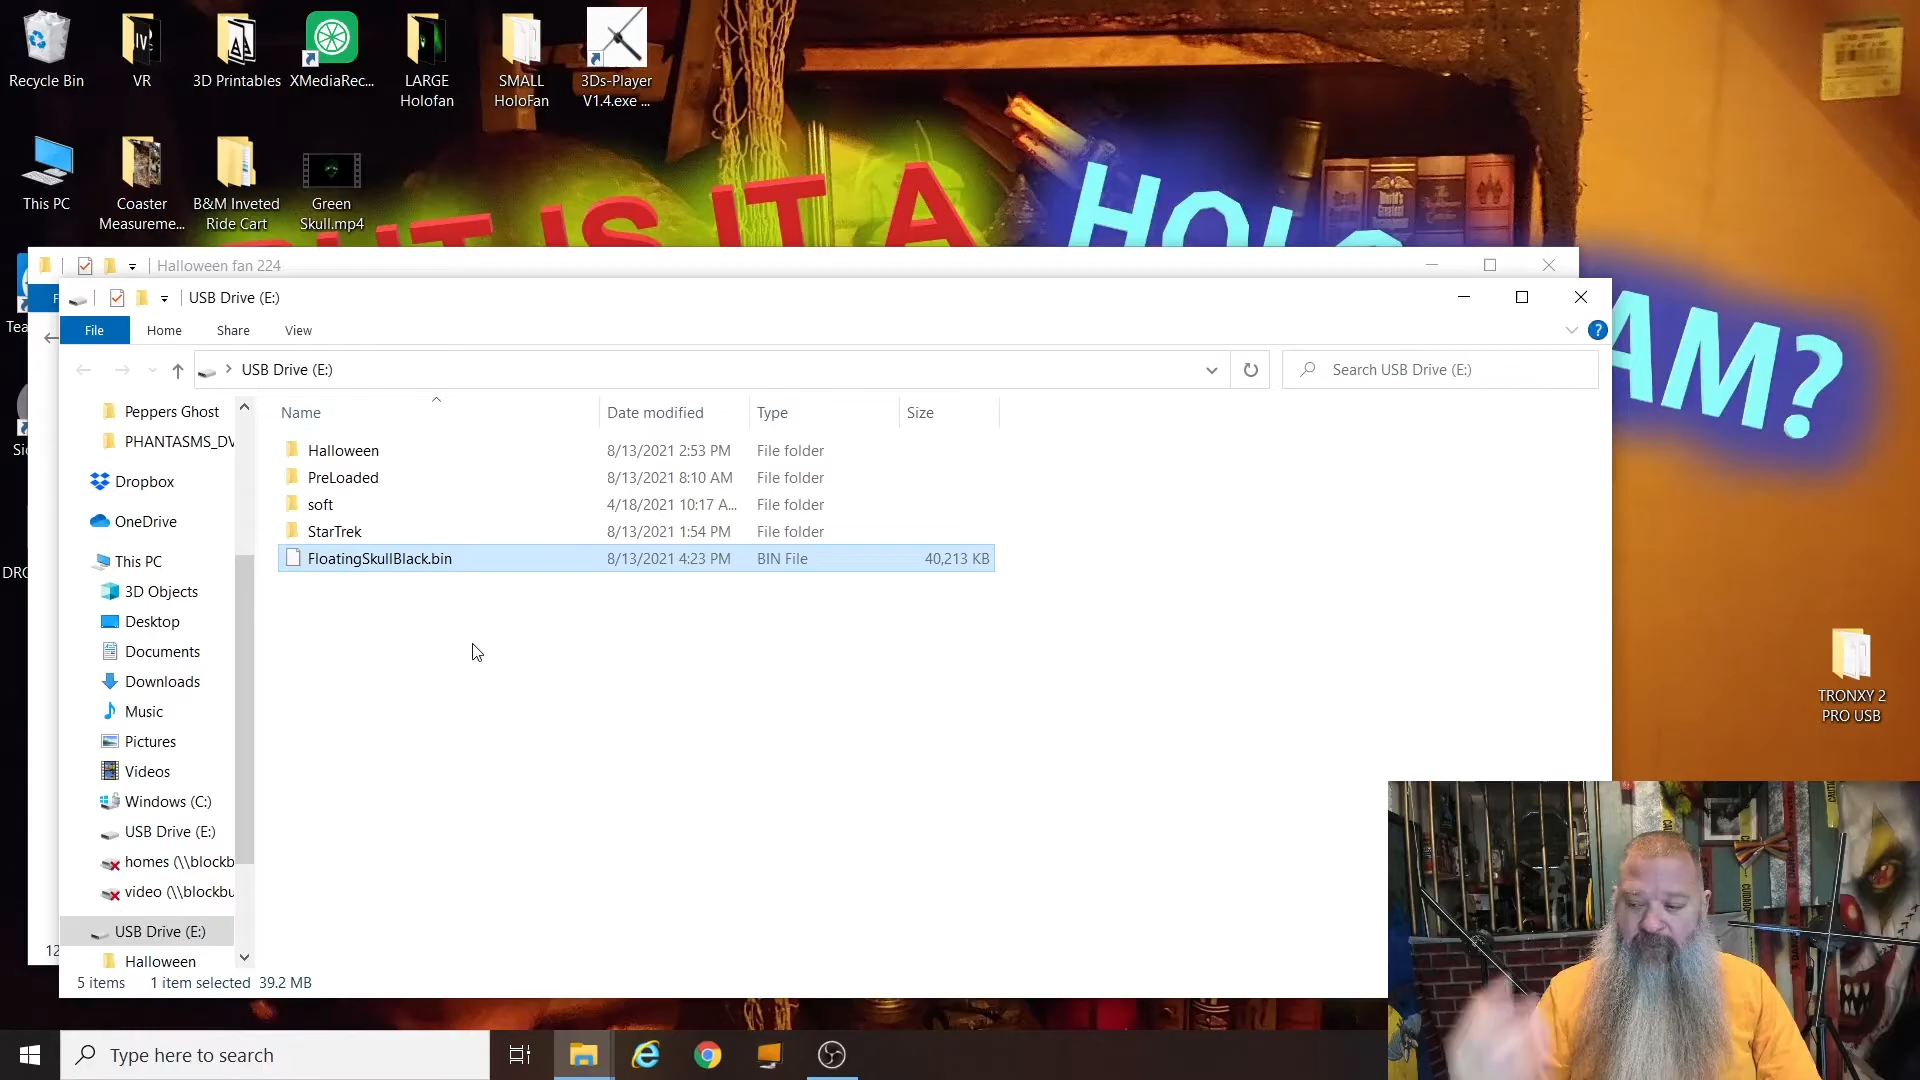 Recycle Bin
VR
3D Printables
XMediaRec...
LARGE
Holofan
SMALL
HoloFan
3Ds-Player
V1.4.exe ...
This PC
Coaster
Measureme...
B&M Inveted
Ride Cart
Green
Skull.mp4
IS IT A
AM?
Halloween fan 224
USB Drive (E:)
File
Home
Share
View
USB Drive (E:)
Search USB Drive (E:)
Name
Date modified
Type
Size
Halloween 8/13/2021 2:53 PM File folder
PreLoaded 8/13/2021 8:10 AM File folder
soft 4/18/2021 10:17 A... File folder
StarTrek 8/13/2021 1:54 PM File folder
FloatingSkullBlack.bin 8/13/2021 4:23 PM BIN File 40,213 KB
Peppers Ghost
PHANTASMS_DV
Dropbox
OneDrive
This PC
3D Objects
Desktop
Documents
Downloads
Music
Pictures
Videos
Windows (C:)
USB Drive (E:)
homes (\\blockb
video (\\blockbu
USB Drive (E:)
Halloween
5 items 1 item selected 39.2 MB
TRONXY 2
PRO USB
Type here to search